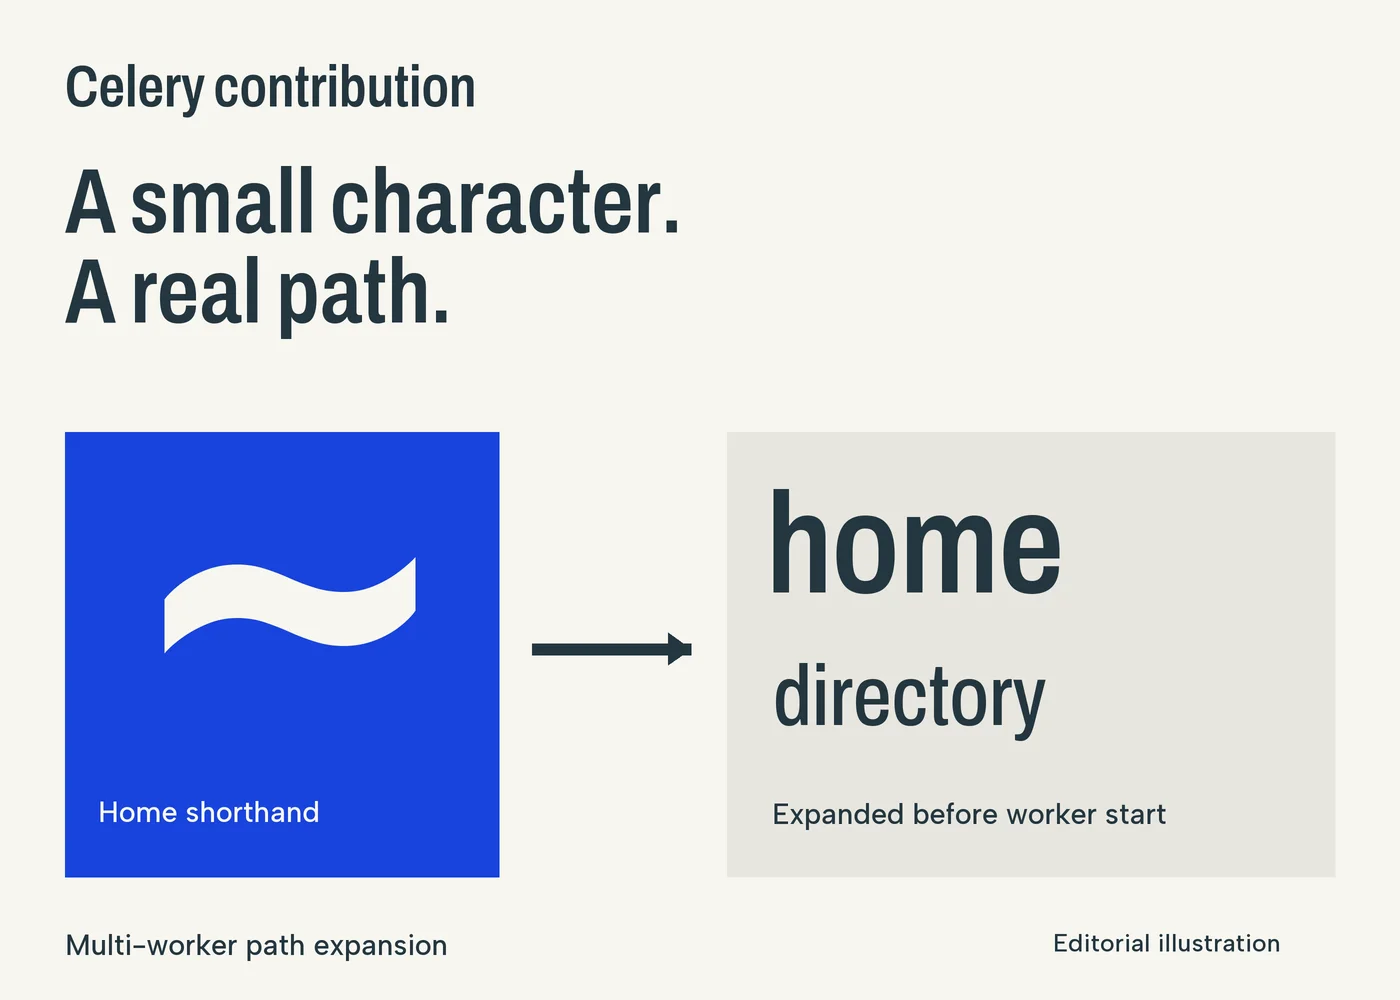 Celery contribution
A small character.
A real path.
~
Home shorthand
home
directory
Expanded before worker start
Multi-worker path expansion
Editorial illustration